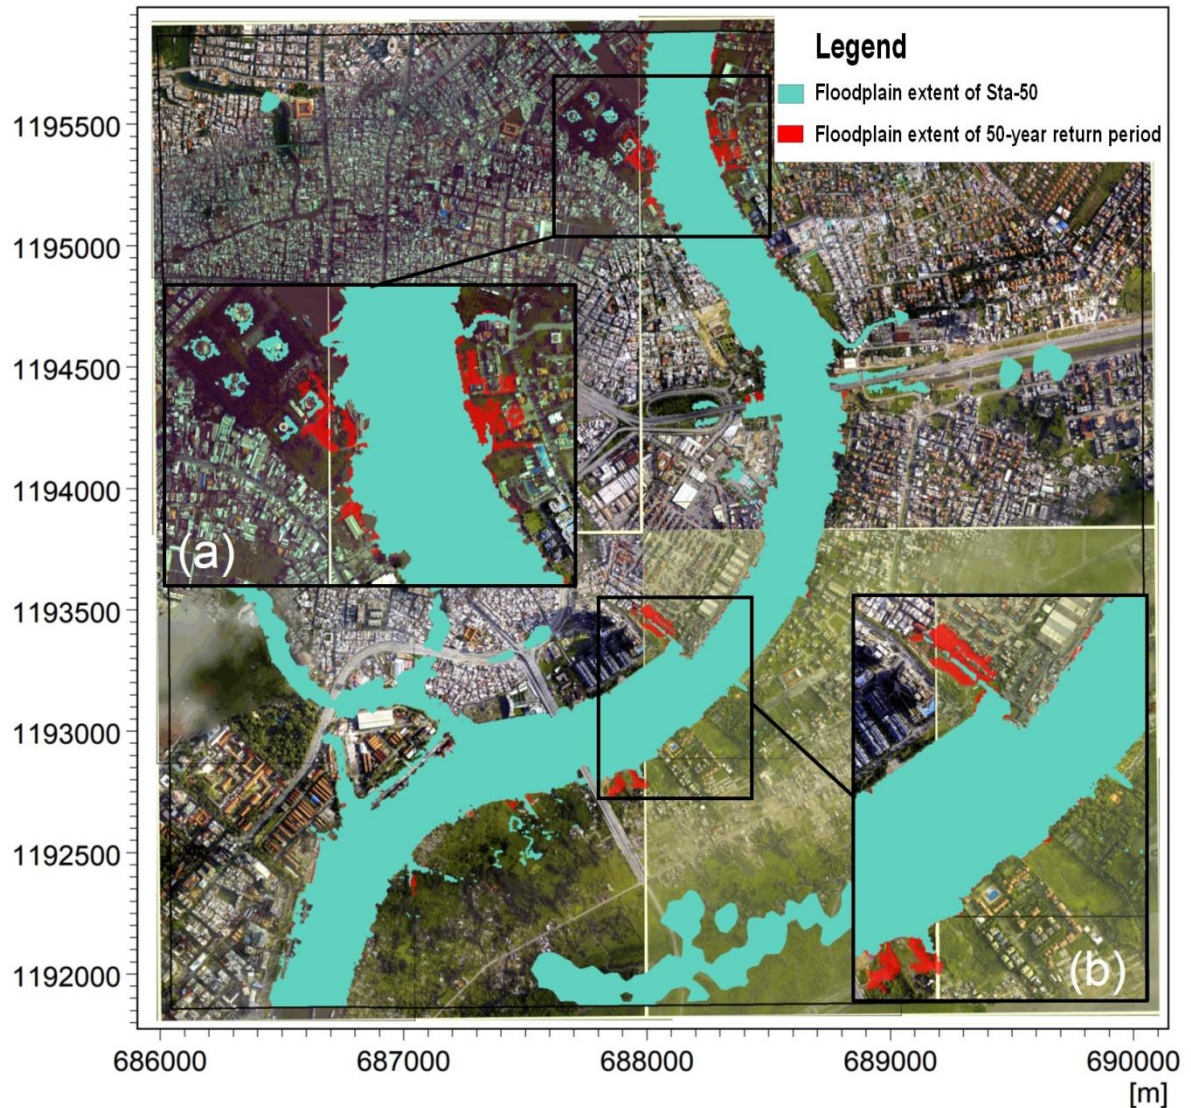 Legend
Floodplain extent of Sta-50
Floodplain extent of 50-year return period
1195500
1195000
1194500
1194000
1193500
1193000
1192500
1192000
(a)
(b)
686000 687000 688000 689000 690000
[m]